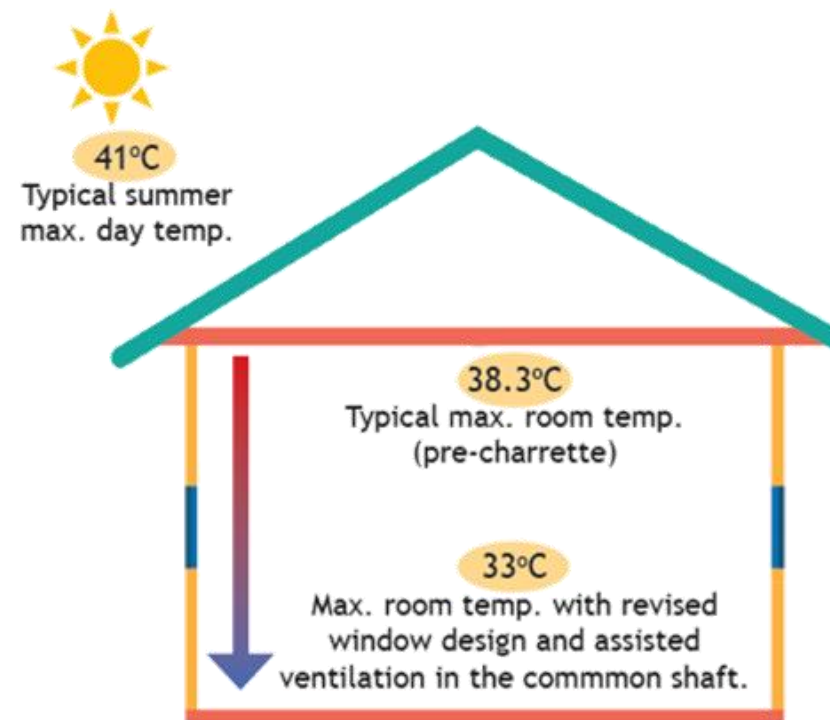 41°C
Typical summer
max. day temp.
38.3°C
Typical max. room temp.
(pre-charrette)
33°C
Max. room temp. with revised
window design and assisted
ventilation in the commmon shaft.